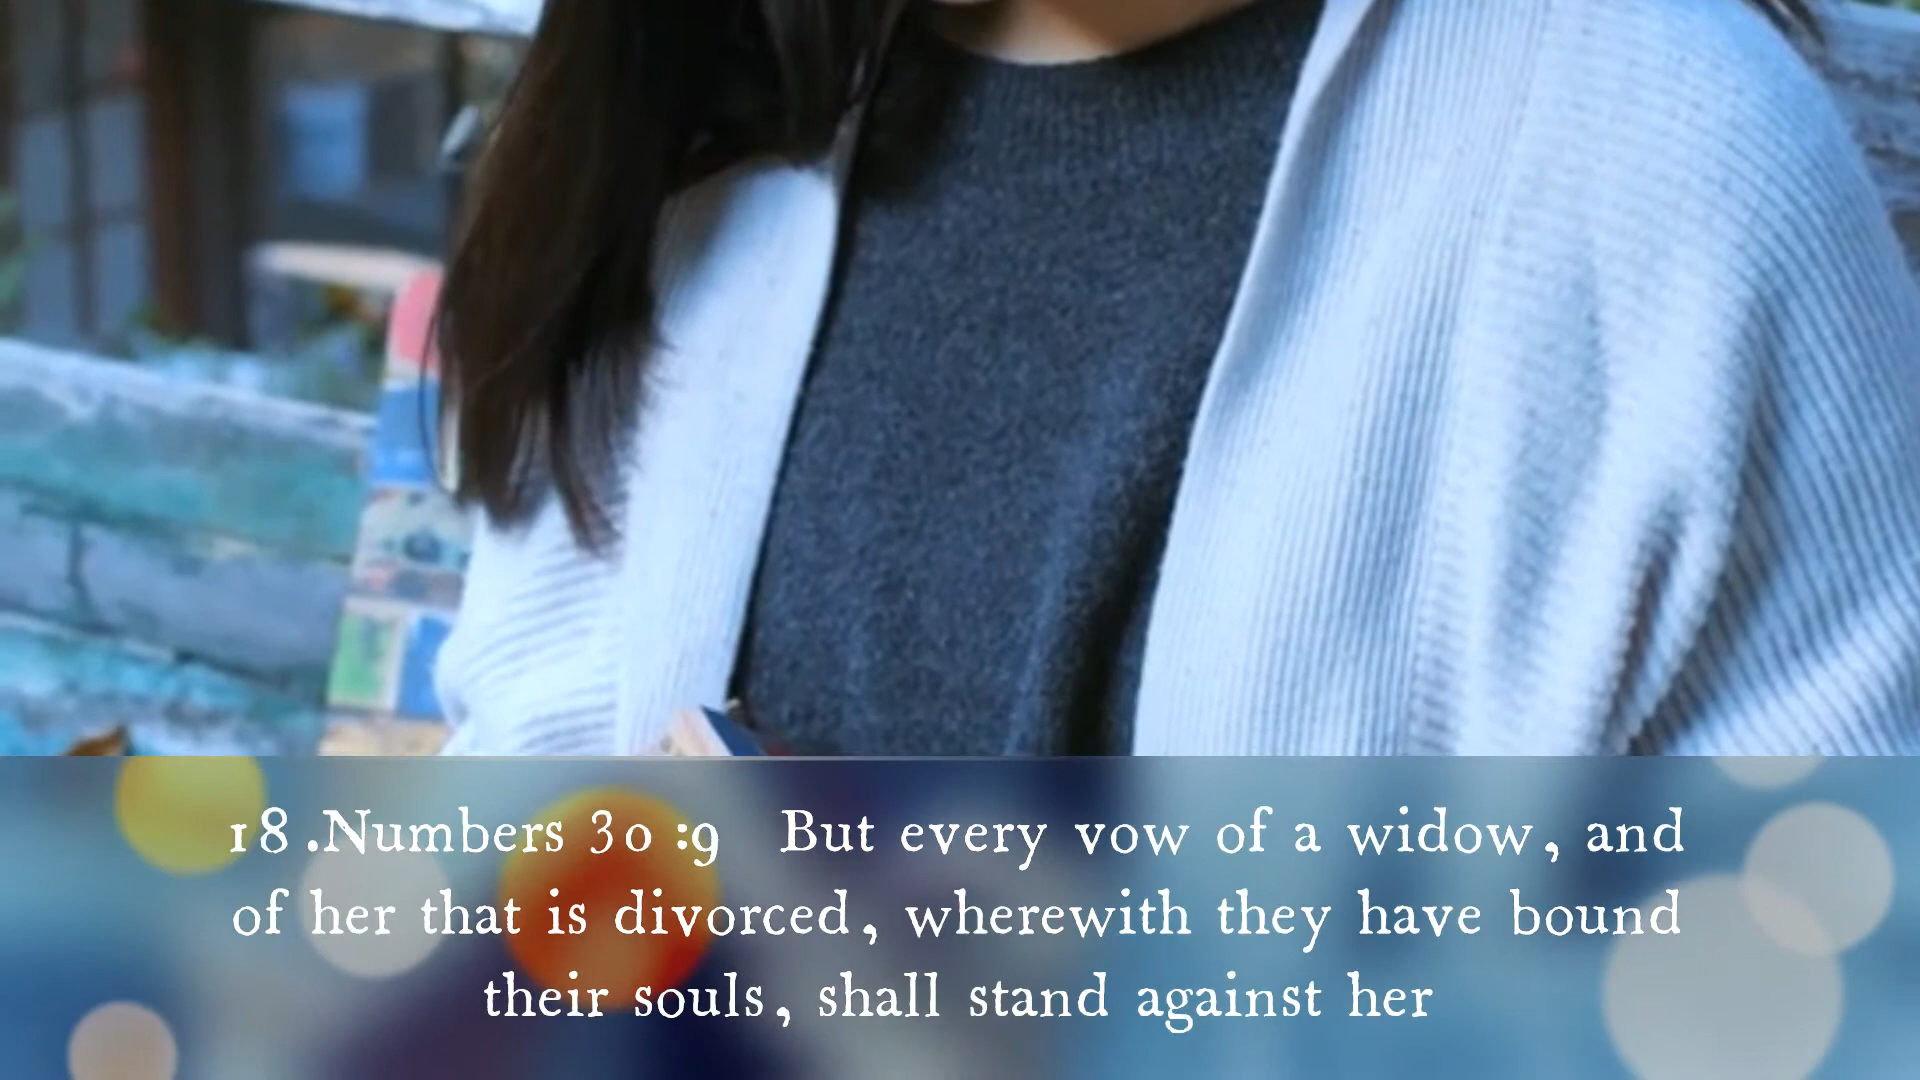 18.Numbers 30:9 But every vow of a widow, and
of her that is divorced, wherewith they have bound
their souls, shall stand against her